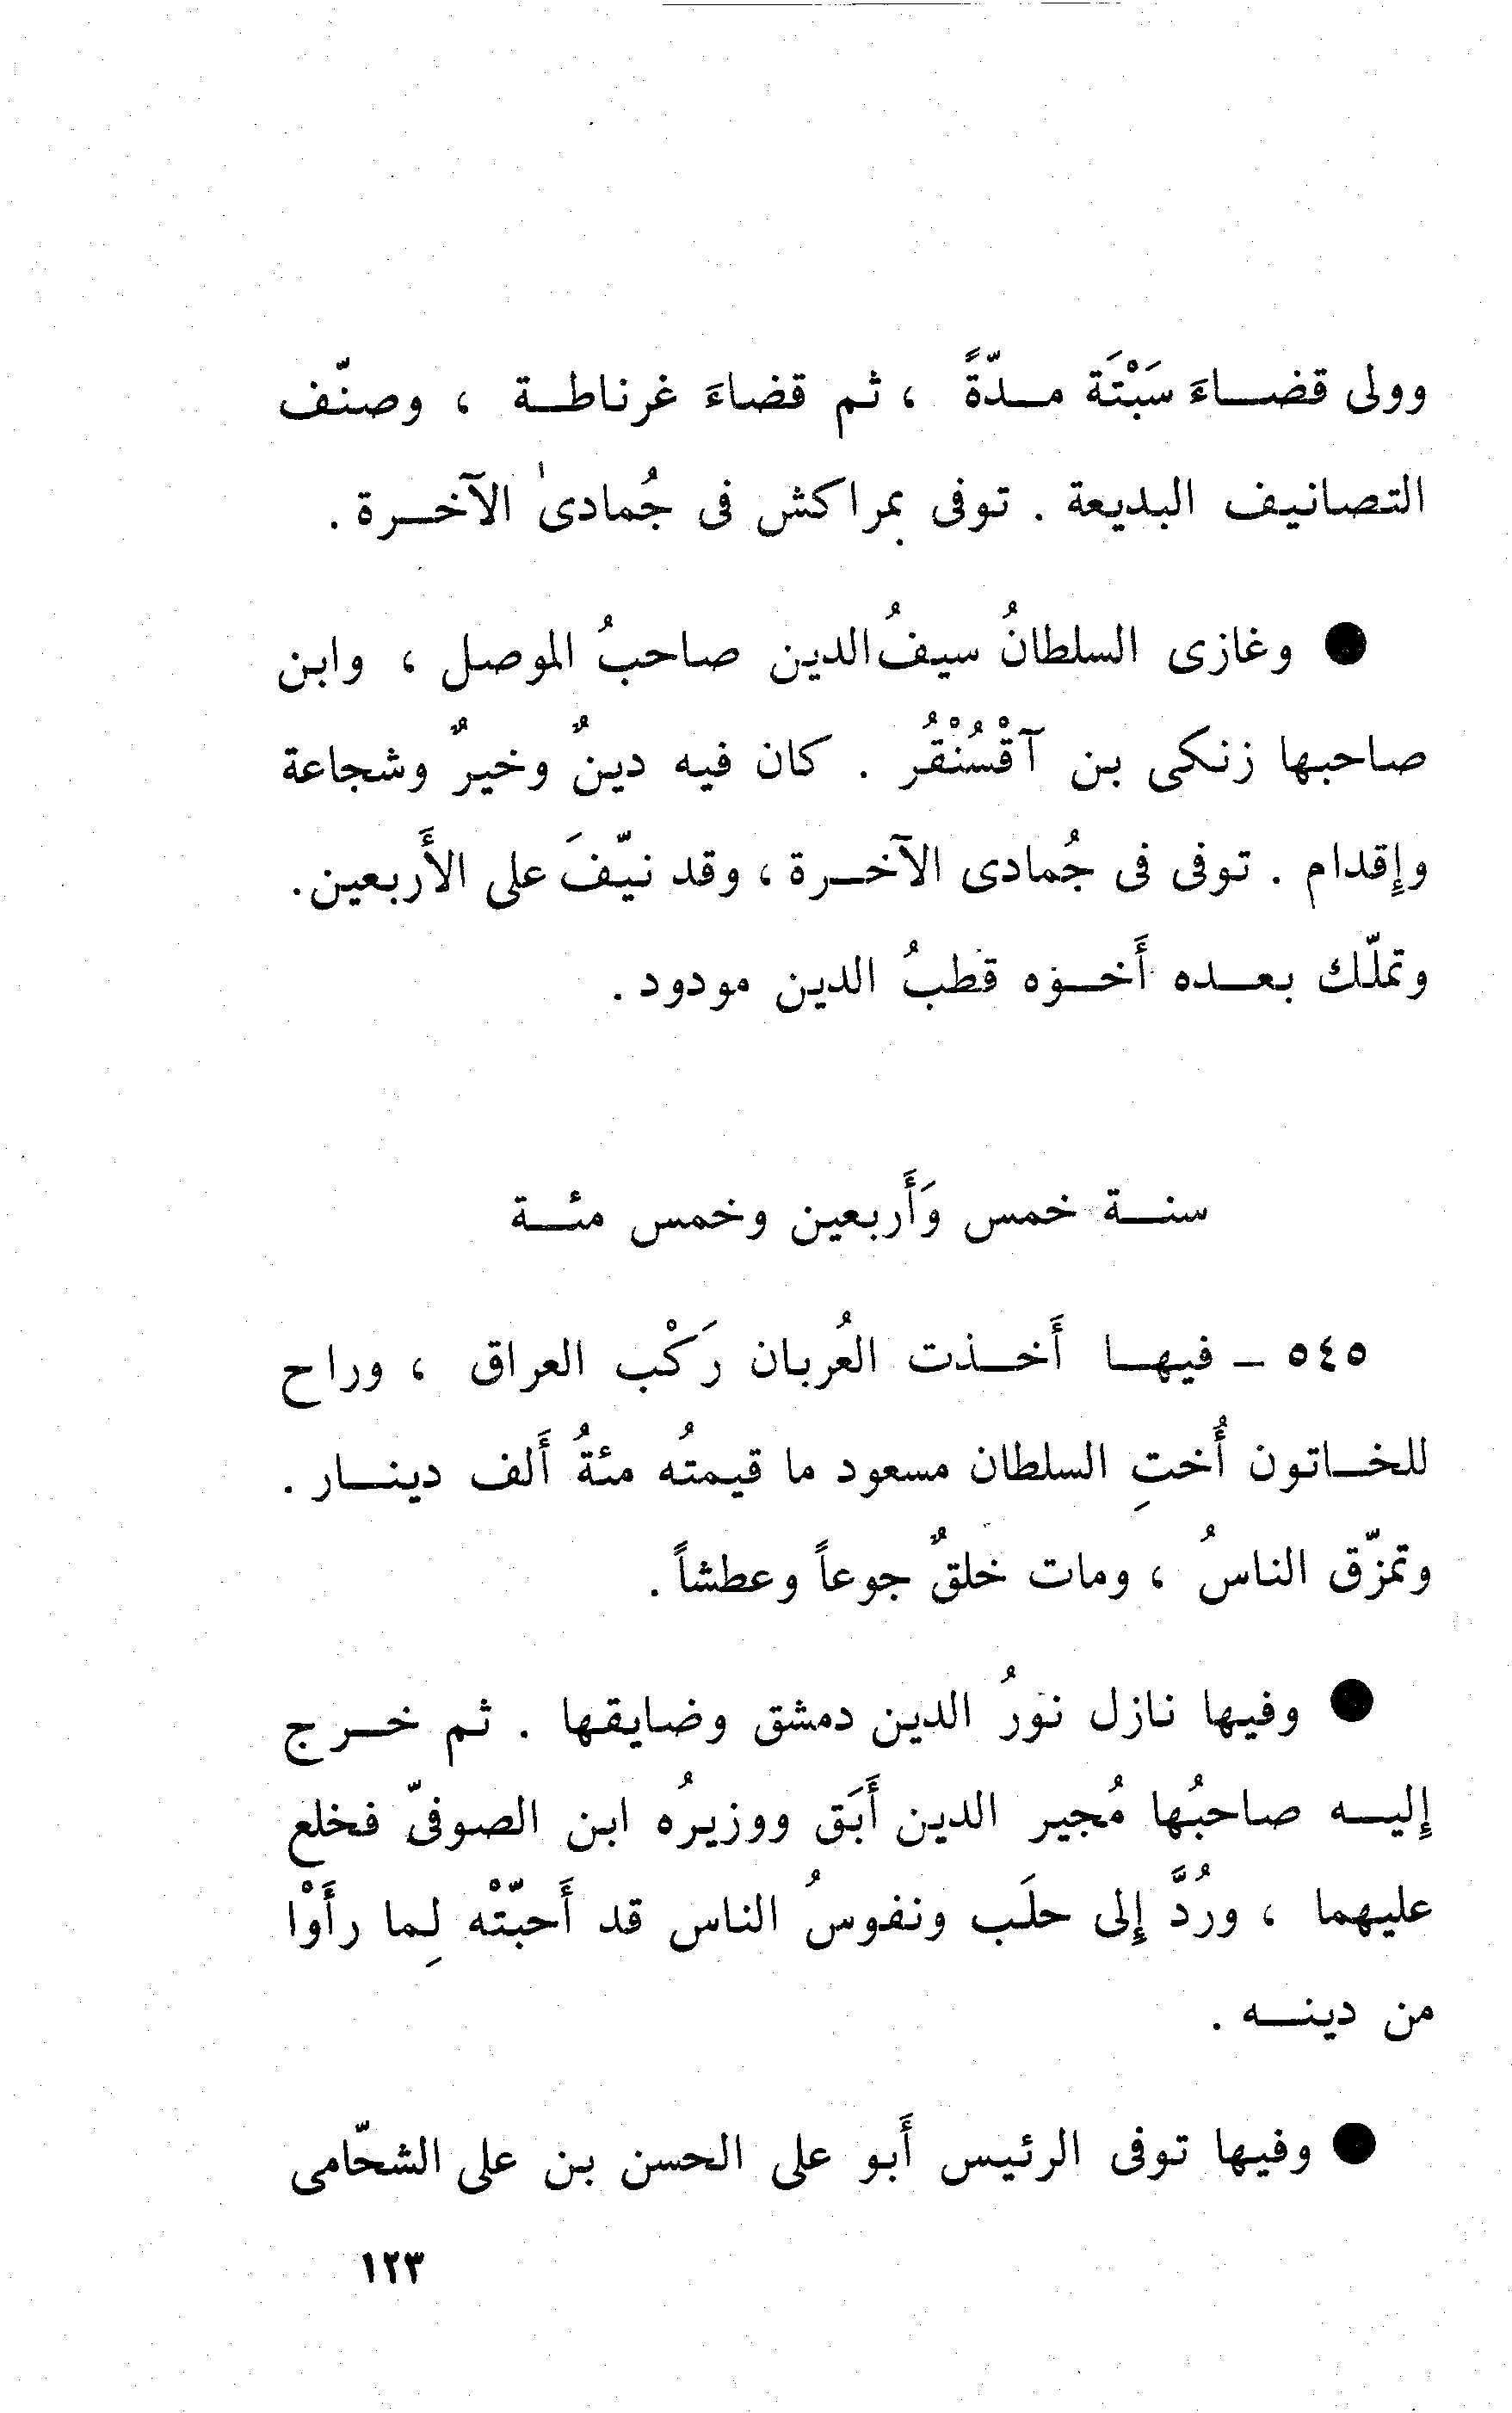 وولى قضاءَ سَبْتَة مدّةً ، ثم قضاءَ غرناطة ، وصنّف
التصانيف البديعة . توفى بمراكش فى جُمادىٰ الآخرة .
● وغازى السلطانُ سيفُ الدين صاحبُ الموصل ، وابن
صاحبها زنكى بن آقْسُنْقُر . كان فيه دينٌ وخيرٌ وشجاعة
وإِقدام . توفى فى جُمادى الآخرة ، وقد نيّفَ على الأَربعين .
وتملّك بعده أَخوه قطبُ الدين مودود .
سنة خمس وَأَربعين وخمس مئة
٥٤٥ – فيها أَخذت العُربان رَكْب العراق ، وراح
للخاتون أُختِ السلطان مسعود ما قيمتُه مئةُ أَلف دينار .
وتمزّق الناسُ ، ومات خلقٌ جوعاً وعطشاً .
● وفيها نازل نورُ الدين دمشق وضايقها . ثم خرج
إِليه صاحبُها مُجير الدين أَبَق ووزيرُه ابن الصوفىّ فخلع
عليهما ، ورُدَّ إِلى حلَب ونفوسُ الناس قد أَحبّتْه لِما رأَوْا
من دينه .
● وفيها توفى الرئيس أَبو على الحسن بن على الشحّامى
١٢٣